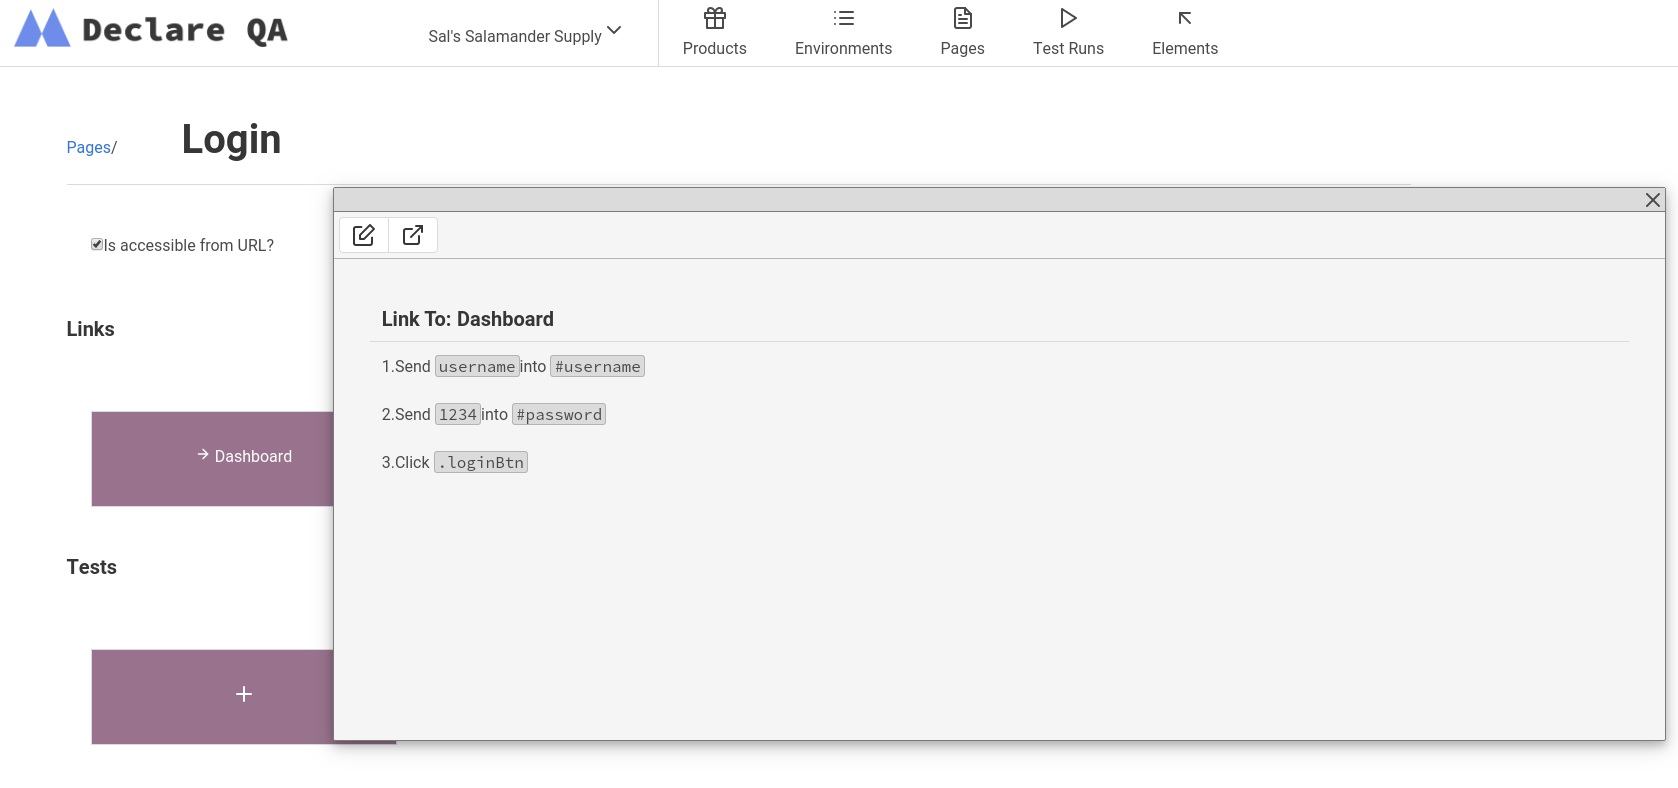 Declare QA
Sal's Salamander Supply
Products
Environments
Pages
Test Runs
Elements
Pages/
Login
Is accessible from URL?
Links
Dashboard
Tests
Link To: Dashboard
1.Send username into #username
2.Send 1234 into #password
3.Click .loginBtn